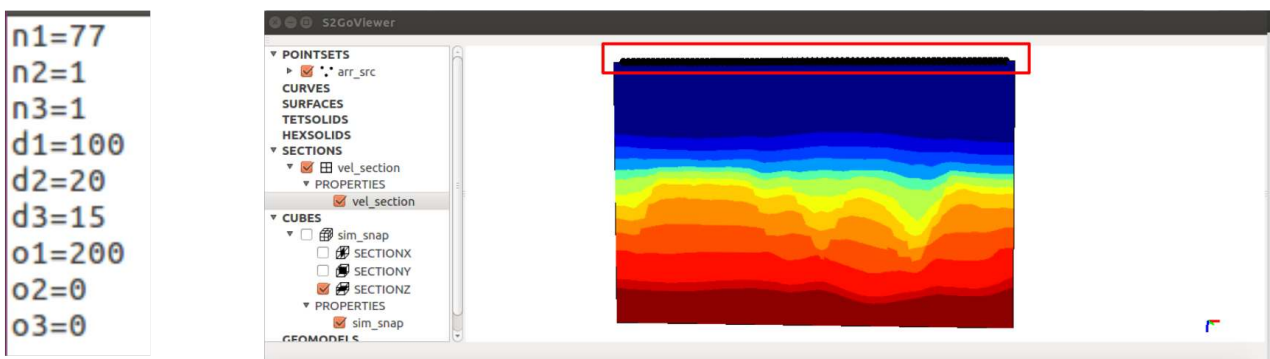 n1=77
n2=1
n3=1
d1=100
d2=20
d3=15
o1=200
o2=0
o3=0
S2GoViewer
POINTSETS
arr_src
CURVES
SURFACES
TETSOLIDS
HEXSOLIDS
SECTIONS
vel_section
PROPERTIES
vel_section
CUBES
sim_snap
SECTIONX
SECTIONY
SECTIONZ
PROPERTIES
sim_snap
GEOMODELS